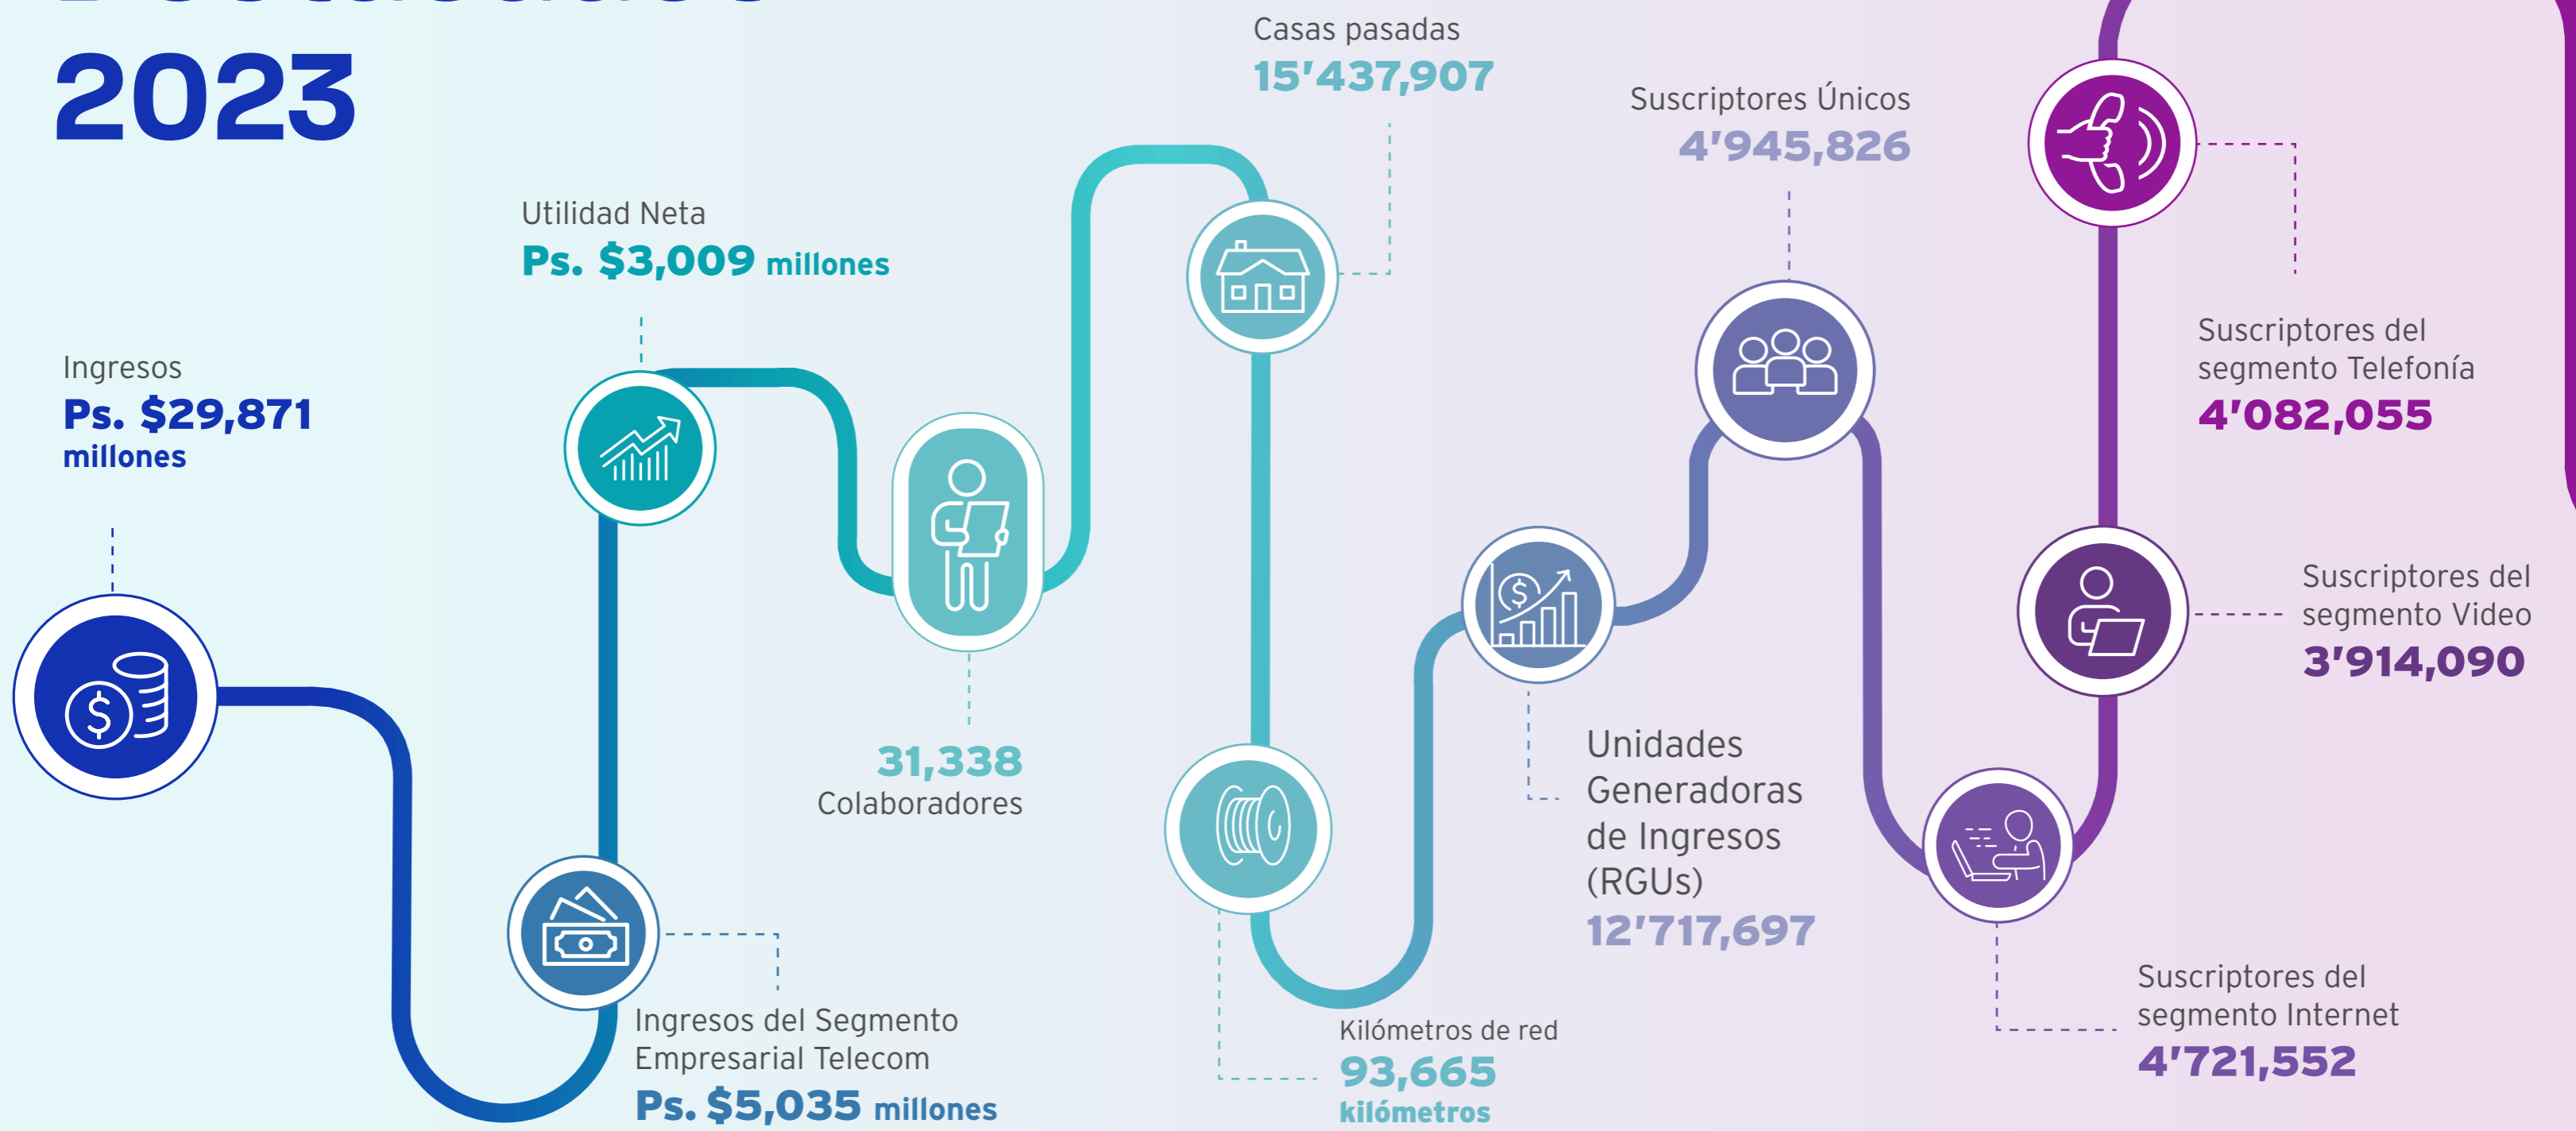 2023
Ingresos
Ps. $29,871
millones
Ingresos del Segmento
Empresarial Telecom
Ps. $5,035 millones
Utilidad Neta
Ps. $3,009 millones
31,338
Colaboradores
Casas pasadas
15'437,907
Kilómetros de red
93,665
kilómetros
Unidades
Generadoras
de Ingresos
(RGUs)
12'717,697
Suscriptores Únicos
4'945,826
Suscriptores del
segmento Internet
4'721,552
Suscriptores del
segmento Video
3'914,090
Suscriptores del
segmento Telefonía
4'082,055